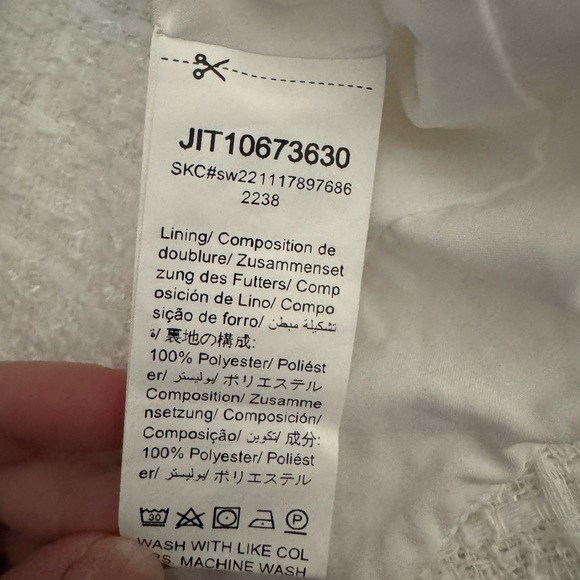 JIT10673630
SKC#sw221117897686
2238
Lining/ Composition de
doublure/ Zusammenset
zung des Futters/ Comp
osición de Lino/ Compo
sição de forro/ تشكيلة مبطن
ة/ 裏地の構成:
100% Polyester/ Poliést
er/ بوليستر/ ポリエステル
Composition/ Zusamme
nsetzung/ Composición/
Composição/ تكوين/ 成分:
100% Polyester/ Poliést
er/ بوليستر/ ポリエステル
30 P
WASH WITH LIKE COL
RS. MACHINE WASH